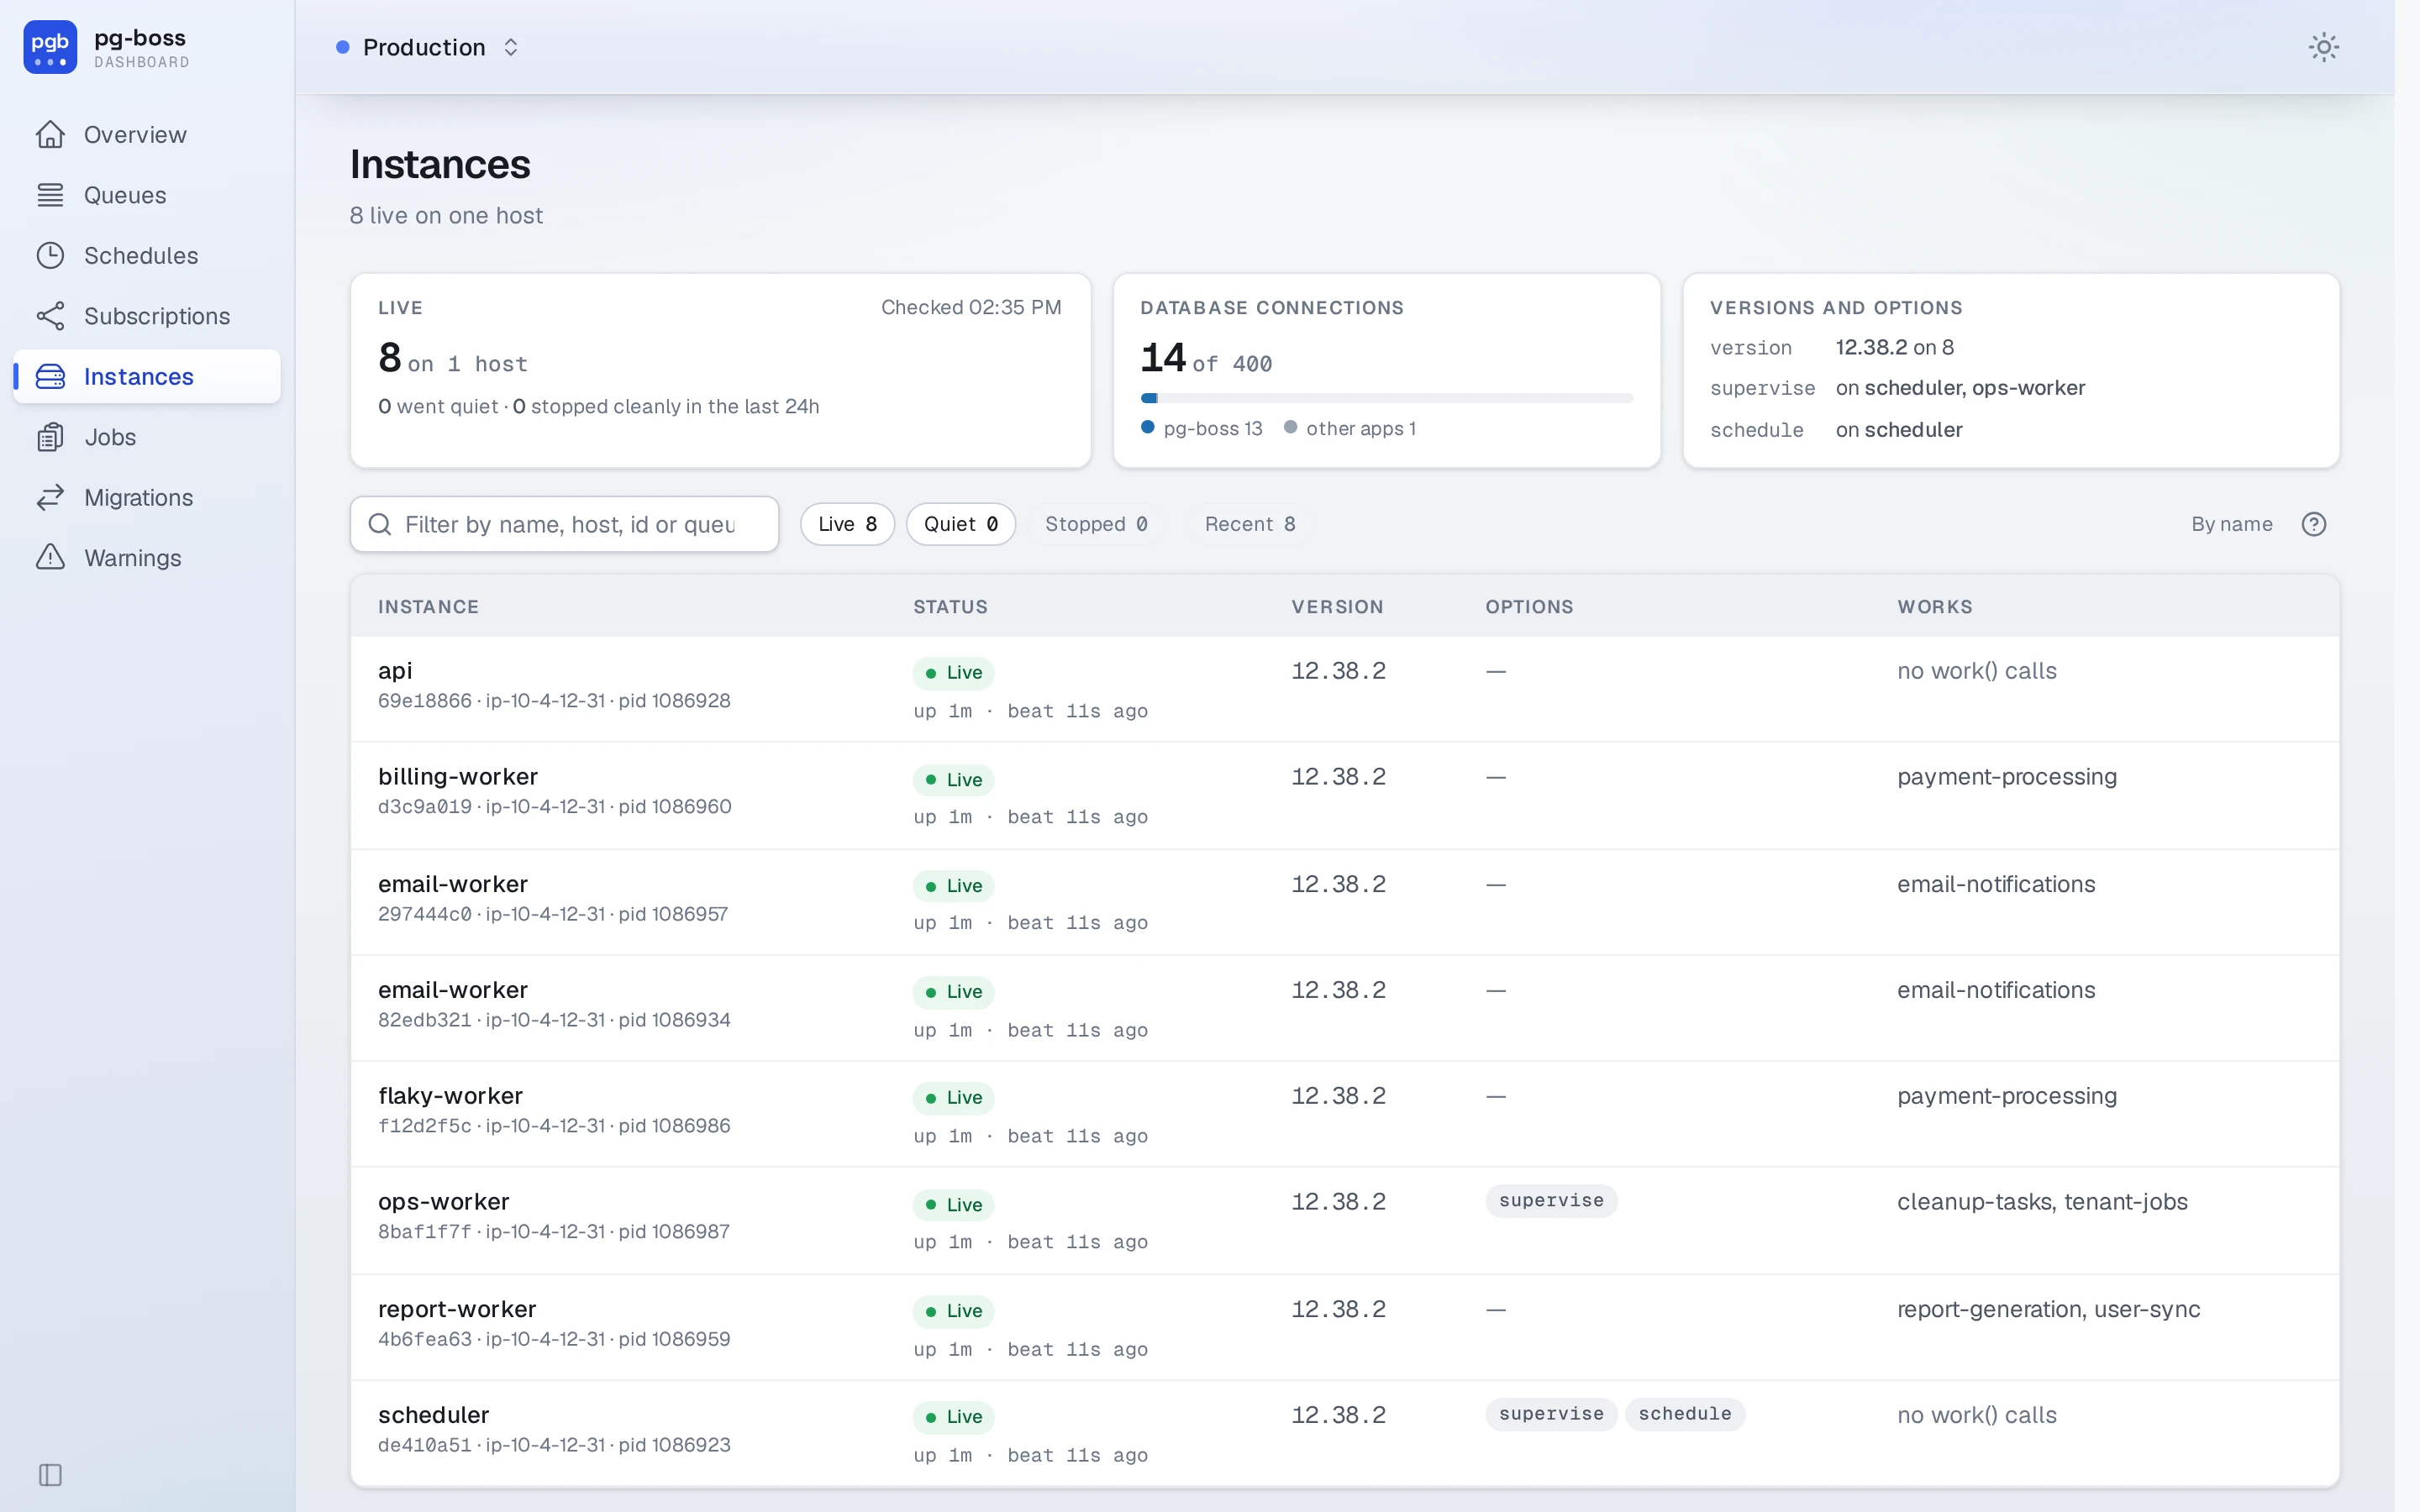 pgb
pg-boss
DASHBOARD
Overview
Queues
Schedules
Subscriptions
Instances
Jobs
Migrations
Warnings
Production
Instances
8 live on one host
LIVE
Checked 02:35 PM
8 on 1 host
0 went quiet · 0 stopped cleanly in the last 24h
DATABASE CONNECTIONS
14 of 400
pg-boss 13 other apps 1
VERSIONS AND OPTIONS
version 12.38.2 on 8
supervise on scheduler, ops-worker
schedule on scheduler
Filter by name, host, id or queu
Live 8 Quiet 0 Stopped 0 Recent 8
By name
INSTANCE STATUS VERSION OPTIONS WORKS
api Live 12.38.2 — no work() calls
69e18866 · ip-10-4-12-31 · pid 1086928
up 1m · beat 11s ago
billing-worker Live 12.38.2 — payment-processing
d3c9a019 · ip-10-4-12-31 · pid 1086960
up 1m · beat 11s ago
email-worker Live 12.38.2 — email-notifications
297444c0 · ip-10-4-12-31 · pid 1086957
up 1m · beat 11s ago
email-worker Live 12.38.2 — email-notifications
82edb321 · ip-10-4-12-31 · pid 1086934
up 1m · beat 11s ago
flaky-worker Live 12.38.2 — payment-processing
f12d2f5c · ip-10-4-12-31 · pid 1086986
up 1m · beat 11s ago
ops-worker Live 12.38.2 supervise cleanup-tasks, tenant-jobs
8baf1f7f · ip-10-4-12-31 · pid 1086987
up 1m · beat 11s ago
report-worker Live 12.38.2 — report-generation, user-sync
4b6fea63 · ip-10-4-12-31 · pid 1086959
up 1m · beat 11s ago
scheduler Live 12.38.2 supervise schedule no work() calls
de410a51 · ip-10-4-12-31 · pid 1086923
up 1m · beat 11s ago